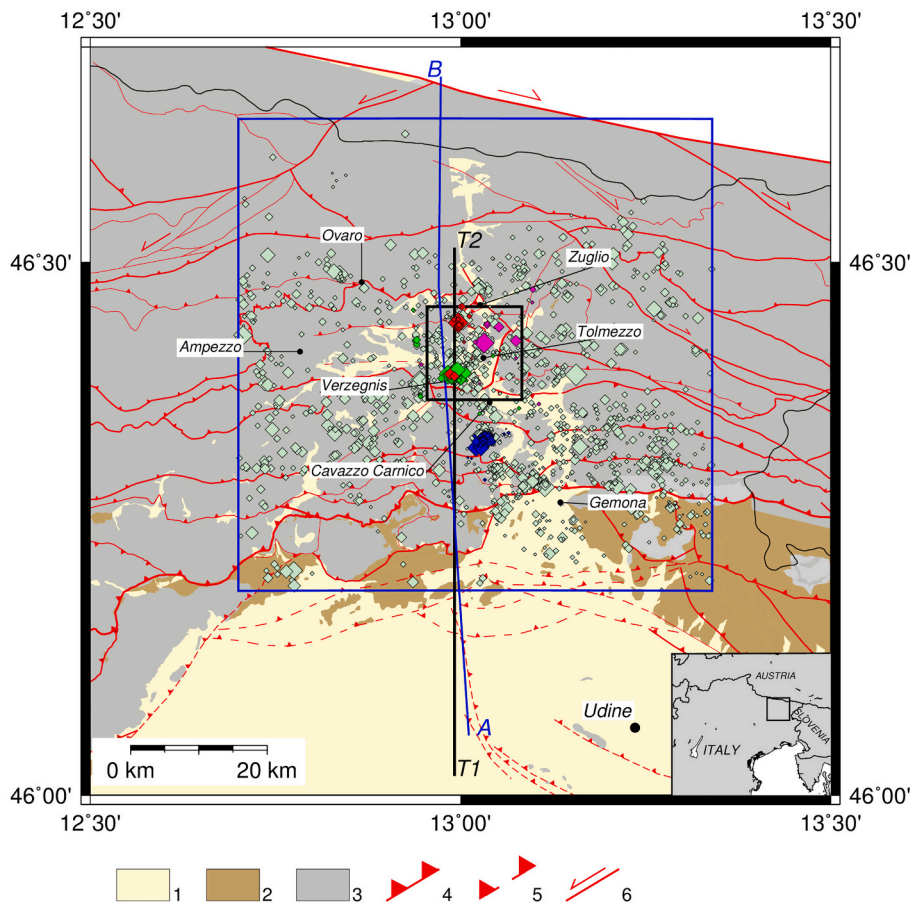 12˚30'
13˚00'
13˚30'
B
Ovaro
T2
46˚30'
46˚30'
Zuglio
Ampezzo
Tolmezzo
Verzegnis
Cavazzo Carnico
Gemona
AUSTRIA
SLOVENIA
ITALY
Udine
A
0 km
20 km
T1
46˚00'
46˚00'
12˚30'
13˚00'
13˚30'
1
2
3
4
5
6